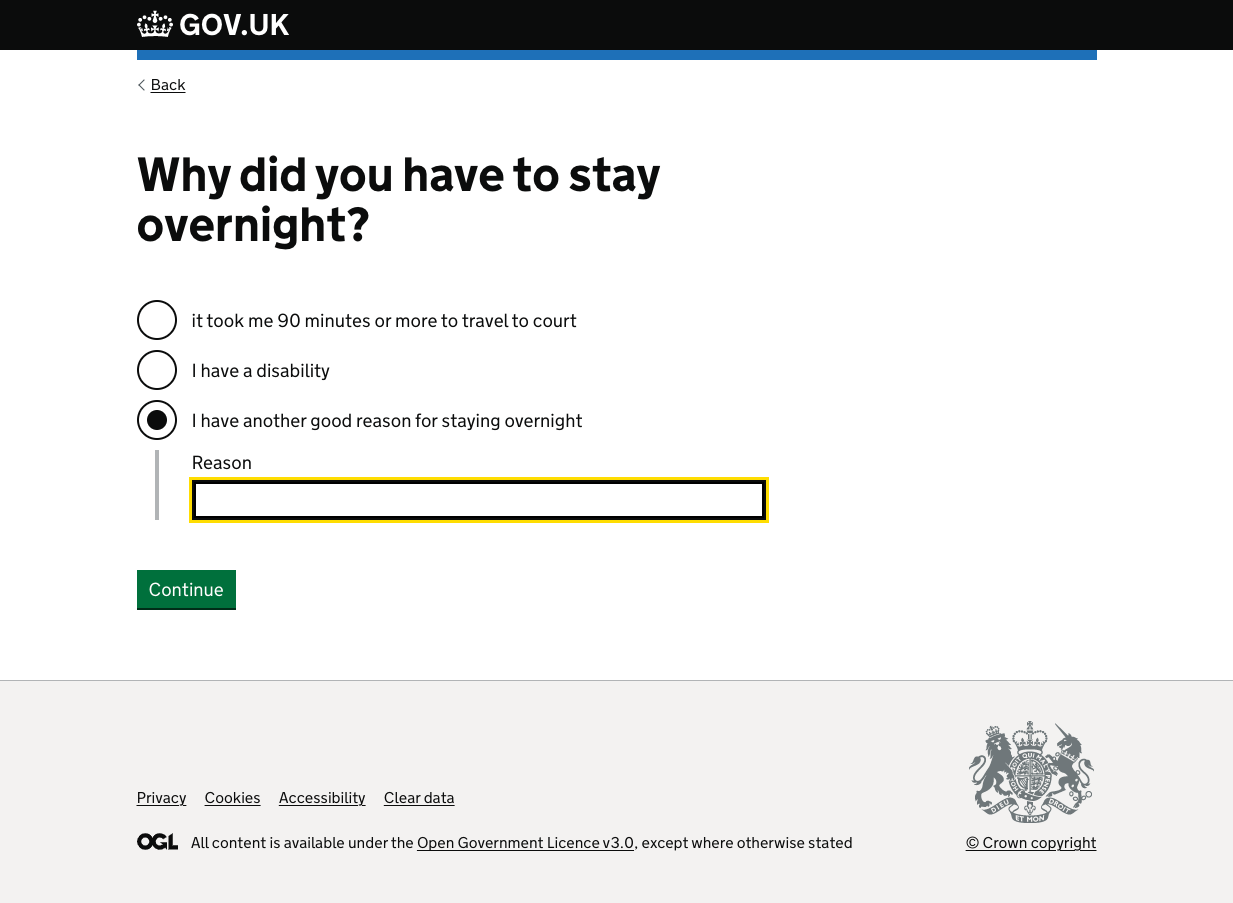 GOV.UK
Back
Why did you have to stay
overnight?
it took me 90 minutes or more to travel to court
I have a disability
I have another good reason for staying overnight
Reason
Continue
Privacy Cookies Accessibility Clear data
OGL All content is available under the Open Government Licence v3.0, except where otherwise stated
© Crown copyright
DIEU ET MON DROIT